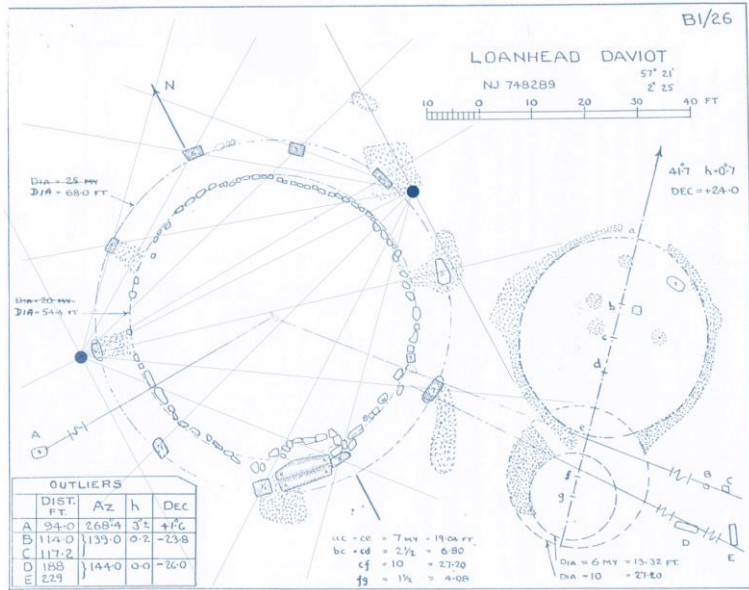 B1/26
LOANHEAD DAVIOT
NJ 748289
57° 21'
2° 25
10 0 10 20 30 40 FT
N
41°.7 h+0°.7
DEC = +24.0
DIA = 25 MY
DIA = 68.0 FT
DIA = 20 MY
DIA = 54.4 FT
a
b
c
d
e
f
g
A
B
C
D
E
OUTLIERS
DIST. FT. Az h DEC
A 94.0 268°.4 3°.2
B 114.0 } 139.0 0.2 -23.8
C 117.2
D 188 } 144.0 0.0 -26.0
E 229
= ce = 7 MY = 19.04 FT
bc = ed = 2½ = 6.80
cf = 10 = 27.20
fg = 1½ = 4.08
DIA = 6 MY = 13.32 FT
DIA = 10 = 27.20